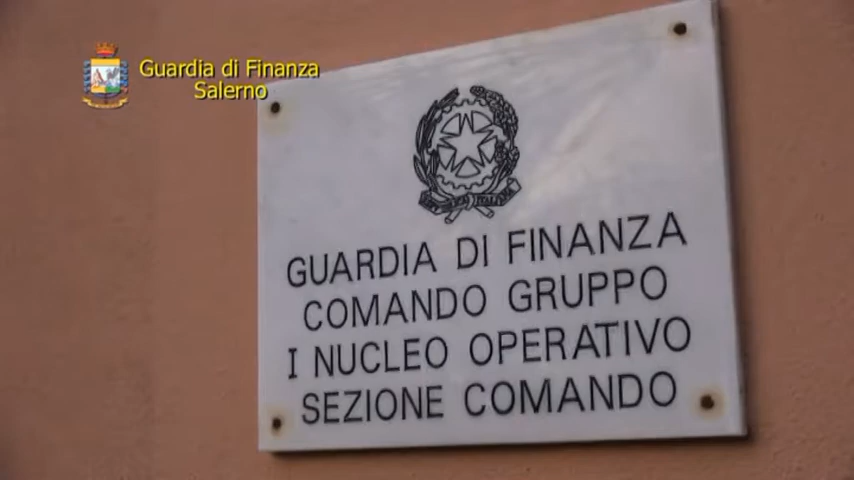 Guardia di Finanza
Salerno
GUARDIA DI FINANZA
COMANDO GRUPPO
I NUCLEO OPERATIVO
SEZIONE COMANDO